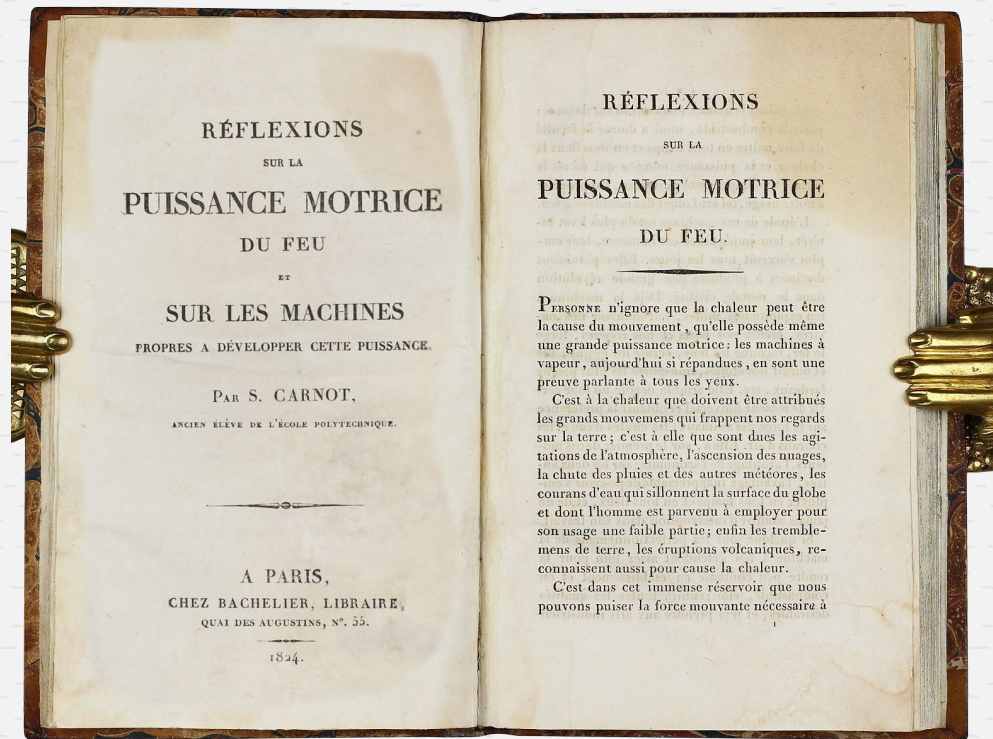 RÉFLEXIONS
SUR LA
PUISSANCE MOTRICE
DU FEU
ET
SUR LES MACHINES
PROPRES A DÉVELOPPER CETTE PUISSANCE.
PAR S. CARNOT,
ANCIEN ÉLÈVE DE L'ÉCOLE POLYTECHNIQUE.
A PARIS,
CHEZ BACHELIER, LIBRAIRE,
QUAI DES AUGUSTINS, N°. 55.
1824.
RÉFLEXIONS
SUR LA
PUISSANCE MOTRICE
DU FEU.
PERSONNE n'ignore que la chaleur peut être
la cause du mouvement, qu'elle possède même
une grande puissance motrice : les machines à
vapeur, aujourd'hui si répandues, en sont une
preuve parlante à tous les yeux.
C'est à la chaleur que doivent être attribués
les grands mouvemens qui frappent nos regards
sur la terre ; c'est à elle que sont dues les agi-
tations de l'atmosphère, l'ascension des nuages,
la chute des pluies et des autres météores, les
courans d'eau qui sillonnent la surface du globe
et dont l'homme est parvenu à employer pour
son usage une faible partie ; enfin les tremble-
mens de terre, les éruptions volcaniques, re-
connaissent aussi pour cause la chaleur.
C'est dans cet immense réservoir que nous
pouvons puiser la force mouvante nécessaire à
1